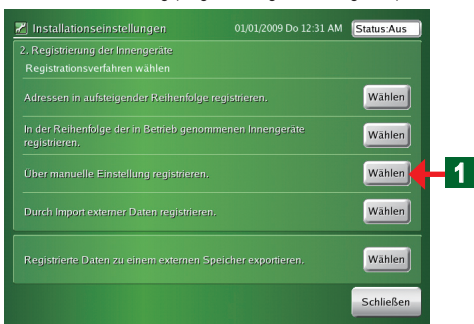 Installationseinstellungen 01/01/2009 Do 12:31 AM Status:Aus
2. Registrierung der Innengeräte
Registrationsverfahren wählen
Adressen in aufsteigender Reihenfolge registrieren. Wählen
In der Reihenfolge der in Betrieb genommenen Innengeräte
registrieren. Wählen
Über manuelle Einstellung registrieren. Wählen 1
Durch Import externer Daten registrieren. Wählen
Registrierte Daten zu einem externen Speicher exportieren. Wählen
Schließen